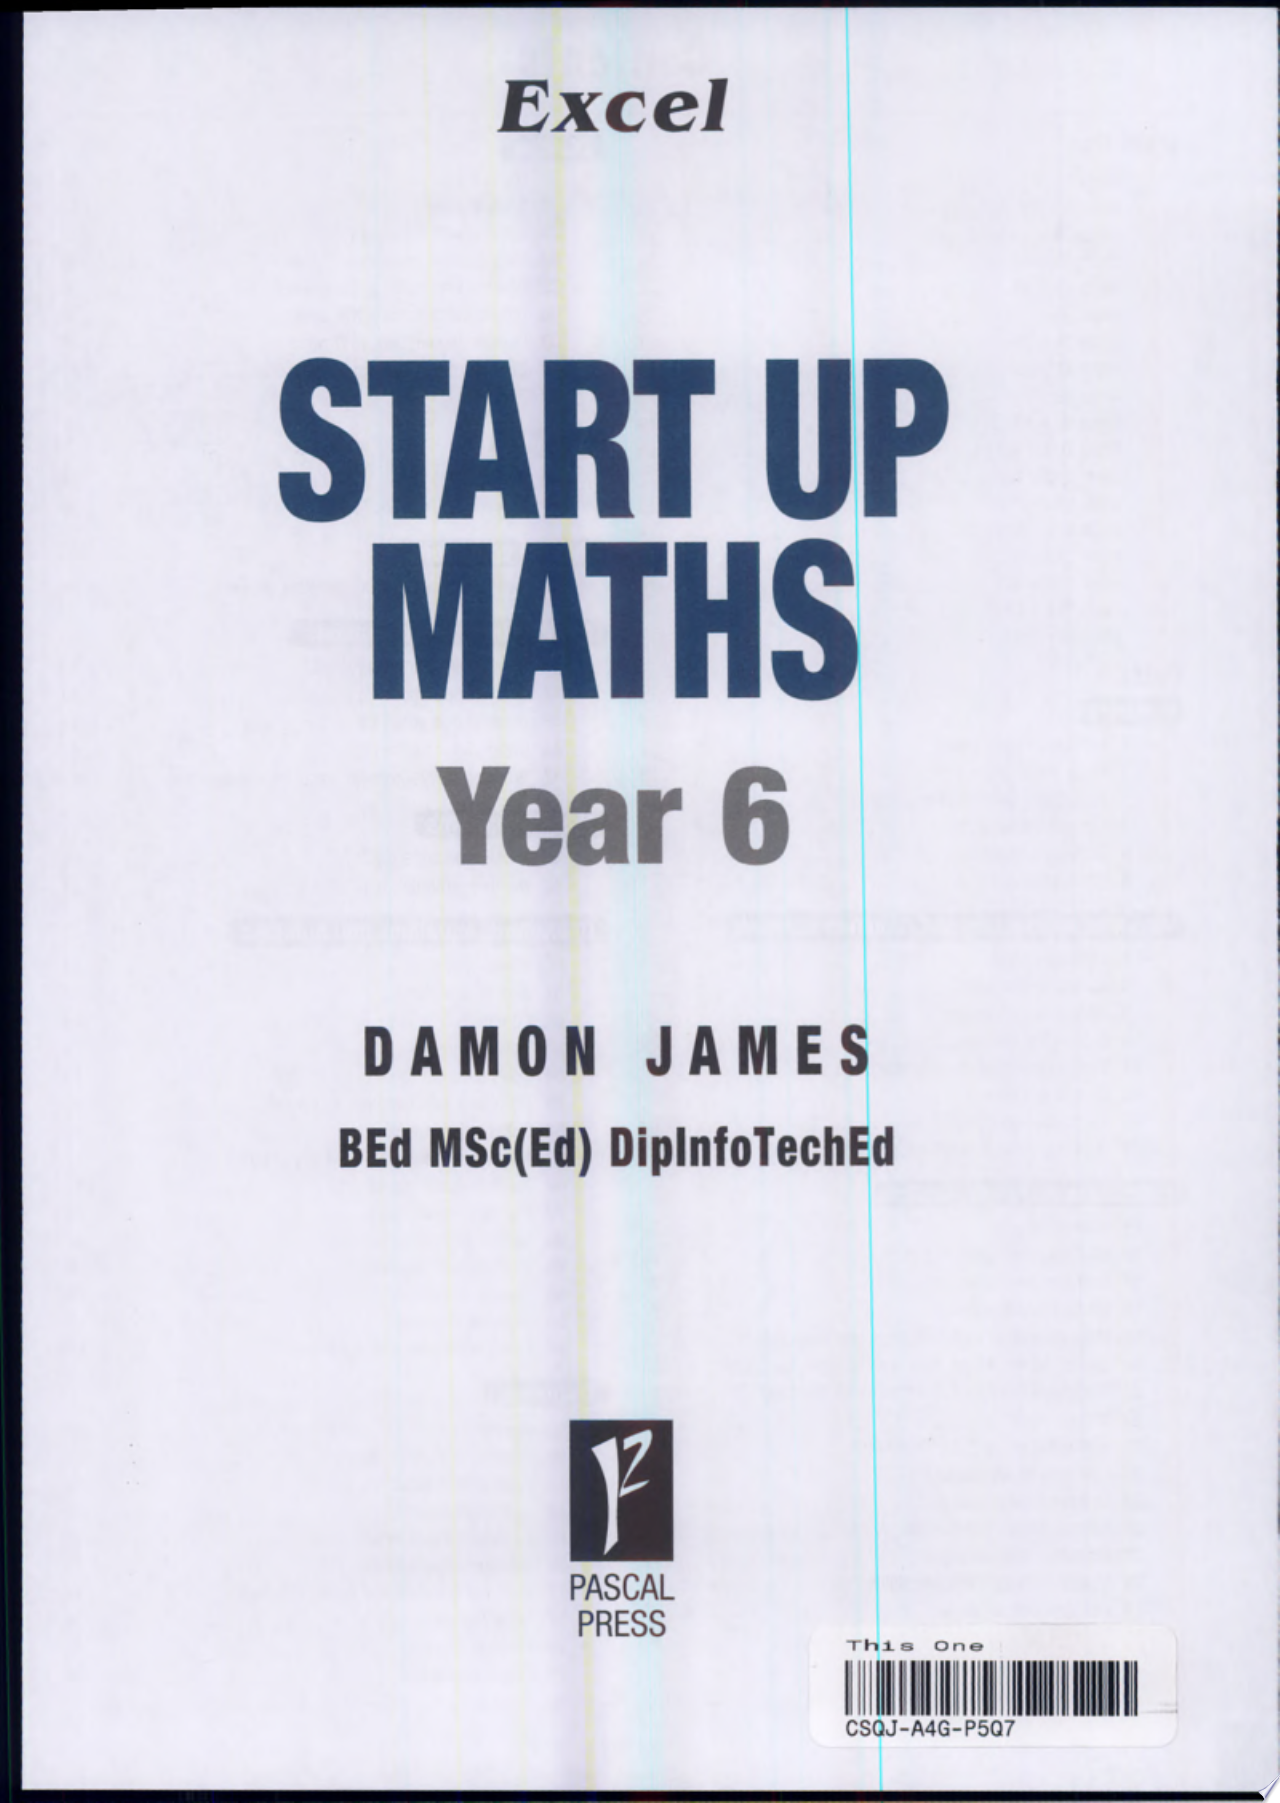 Excel
START UP
MATHS
Year 6
DAMON JAMES
BEd MSc(Ed) DipInfoTechEd
PASCAL
PRESS
This One
CSQJ-A4G-P5Q7